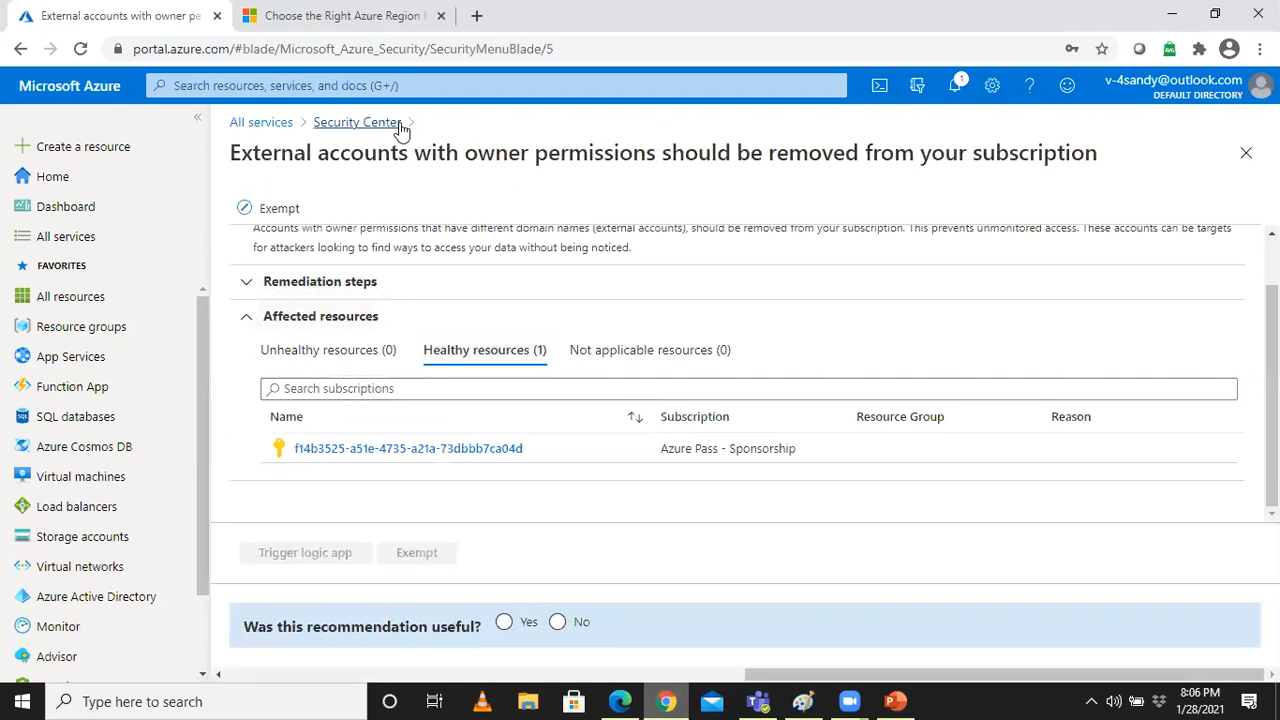 External accounts with owner pe
Choose the Right Azure Region f
portal.azure.com/#blade/Microsoft_Azure_Security/SecurityMenuBlade/5
Microsoft Azure
Search resources, services, and docs (G+/)
1
v-4sandy@outlook.com
DEFAULT DIRECTORY
All services > Security Center >
External accounts with owner permissions should be removed from your subscription
Create a resource
Home
Dashboard
All services
FAVORITES
All resources
Resource groups
App Services
Function App
SQL databases
Azure Cosmos DB
Virtual machines
Load balancers
Storage accounts
Virtual networks
Azure Active Directory
Monitor
Advisor
Exempt
Accounts with owner permissions that have different domain names (external accounts), should be removed from your subscription. This prevents unmonitored access. These accounts can be targets
for attackers looking to find ways to access your data without being noticed.
Remediation steps
Affected resources
Unhealthy resources (0) Healthy resources (1) Not applicable resources (0)
Search subscriptions
Name Subscription Resource Group Reason
f14b3525-a51e-4735-a21a-73dbbb7ca04d Azure Pass - Sponsorship
Trigger logic app Exempt
Was this recommendation useful? Yes No
Type here to search
8:06 PM
1/28/2021